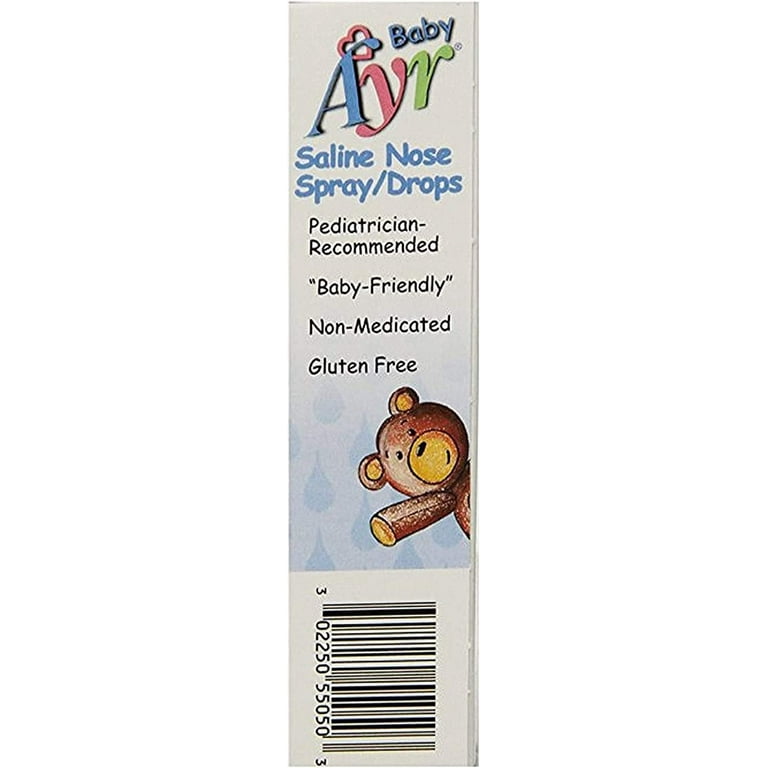 Baby
Ayr®
Saline Nose
Spray/Drops
Pediatrician-
Recommended
"Baby-Friendly"
Non-Medicated
Gluten Free
3 02250 55050 3